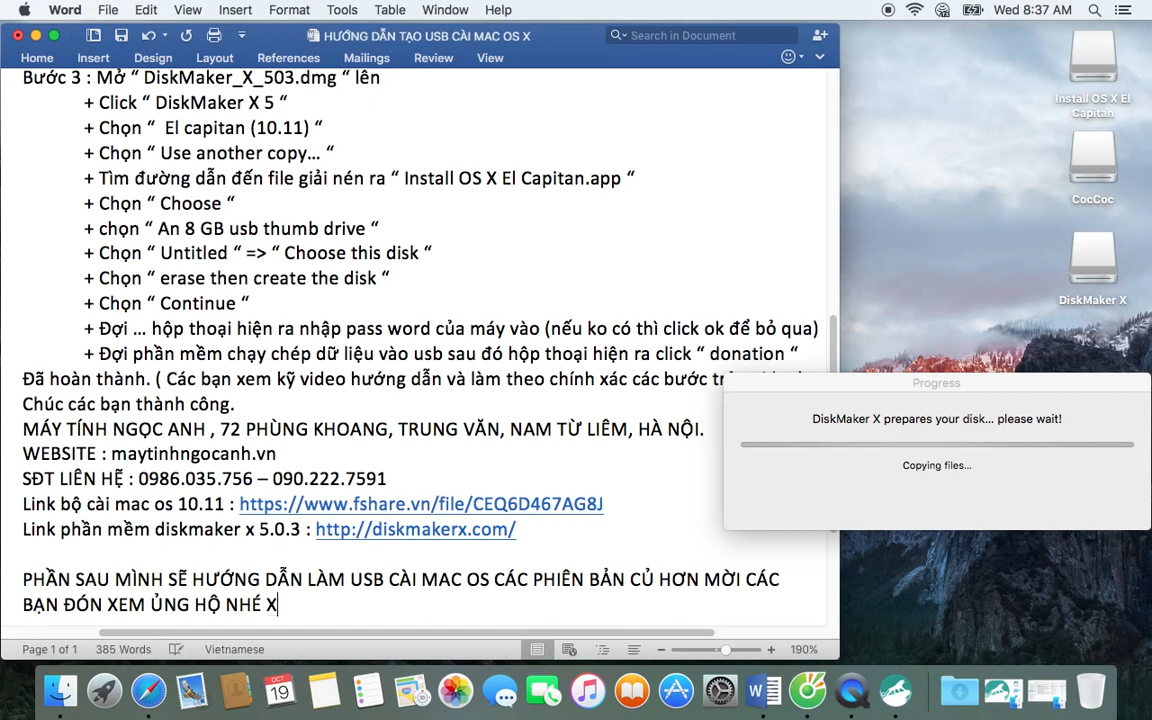 Word File Edit View Insert Format Tools Table Window Help Wed 8:37 AM
HƯỚNG DẪN TẠO USB CÀI MAC OS X
Search in Document
Home Insert Design Layout References Mailings Review View
Bước 3 : Mở “ DiskMaker_X_503.dmg “ lên
+ Click “ DiskMaker X 5 “
+ Chọn “ El capitan (10.11) “
+ Chọn “ Use another copy… “
+ Tìm đường dẫn đến file giải nén ra “ Install OS X El Capitan.app “
+ Chọn “ Choose “
+ chọn “ An 8 GB usb thumb drive “
+ Chọn “ Untitled “ => “ Choose this disk “
+ Chọn “ erase then create the disk “
+ Chọn “ Continue “
+ Đợi … hộp thoại hiện ra nhập pass word của máy vào (nếu ko có thì click ok để bỏ qua)
+ Đợi phần mềm chạy chép dữ liệu vào usb sau đó hộp thoại hiện ra click “ donation “
Đã hoàn thành. ( Các bạn xem kỹ video hướng dẫn và làm theo chính xác các bước
Chúc các bạn thành công.
MÁY TÍNH NGỌC ANH , 72 PHÙNG KHOANG, TRUNG VĂN, NAM TỪ LIÊM, HÀ NỘI.
WEBSITE : maytinhngocanh.vn
SĐT LIÊN HỆ : 0986.035.756 – 090.222.7591
Link bộ cài mac os 10.11 : https://www.fshare.vn/file/CEQ6D467AG8J
Link phần mềm diskmaker x 5.0.3 : http://diskmakerx.com/
PHẦN SAU MÌNH SẼ HƯỚNG DẪN LÀM USB CÀI MAC OS CÁC PHIÊN BẢN CỦ HƠN MỜI CÁC
BẠN ĐÓN XEM ỦNG HỘ NHÉ X
Page 1 of 1 385 Words Vietnamese 190%
Install OS X El
Capitan
CocCoc
DiskMaker X
Progress
DiskMaker X prepares your disk... please wait!
Copying files...
OCT
19